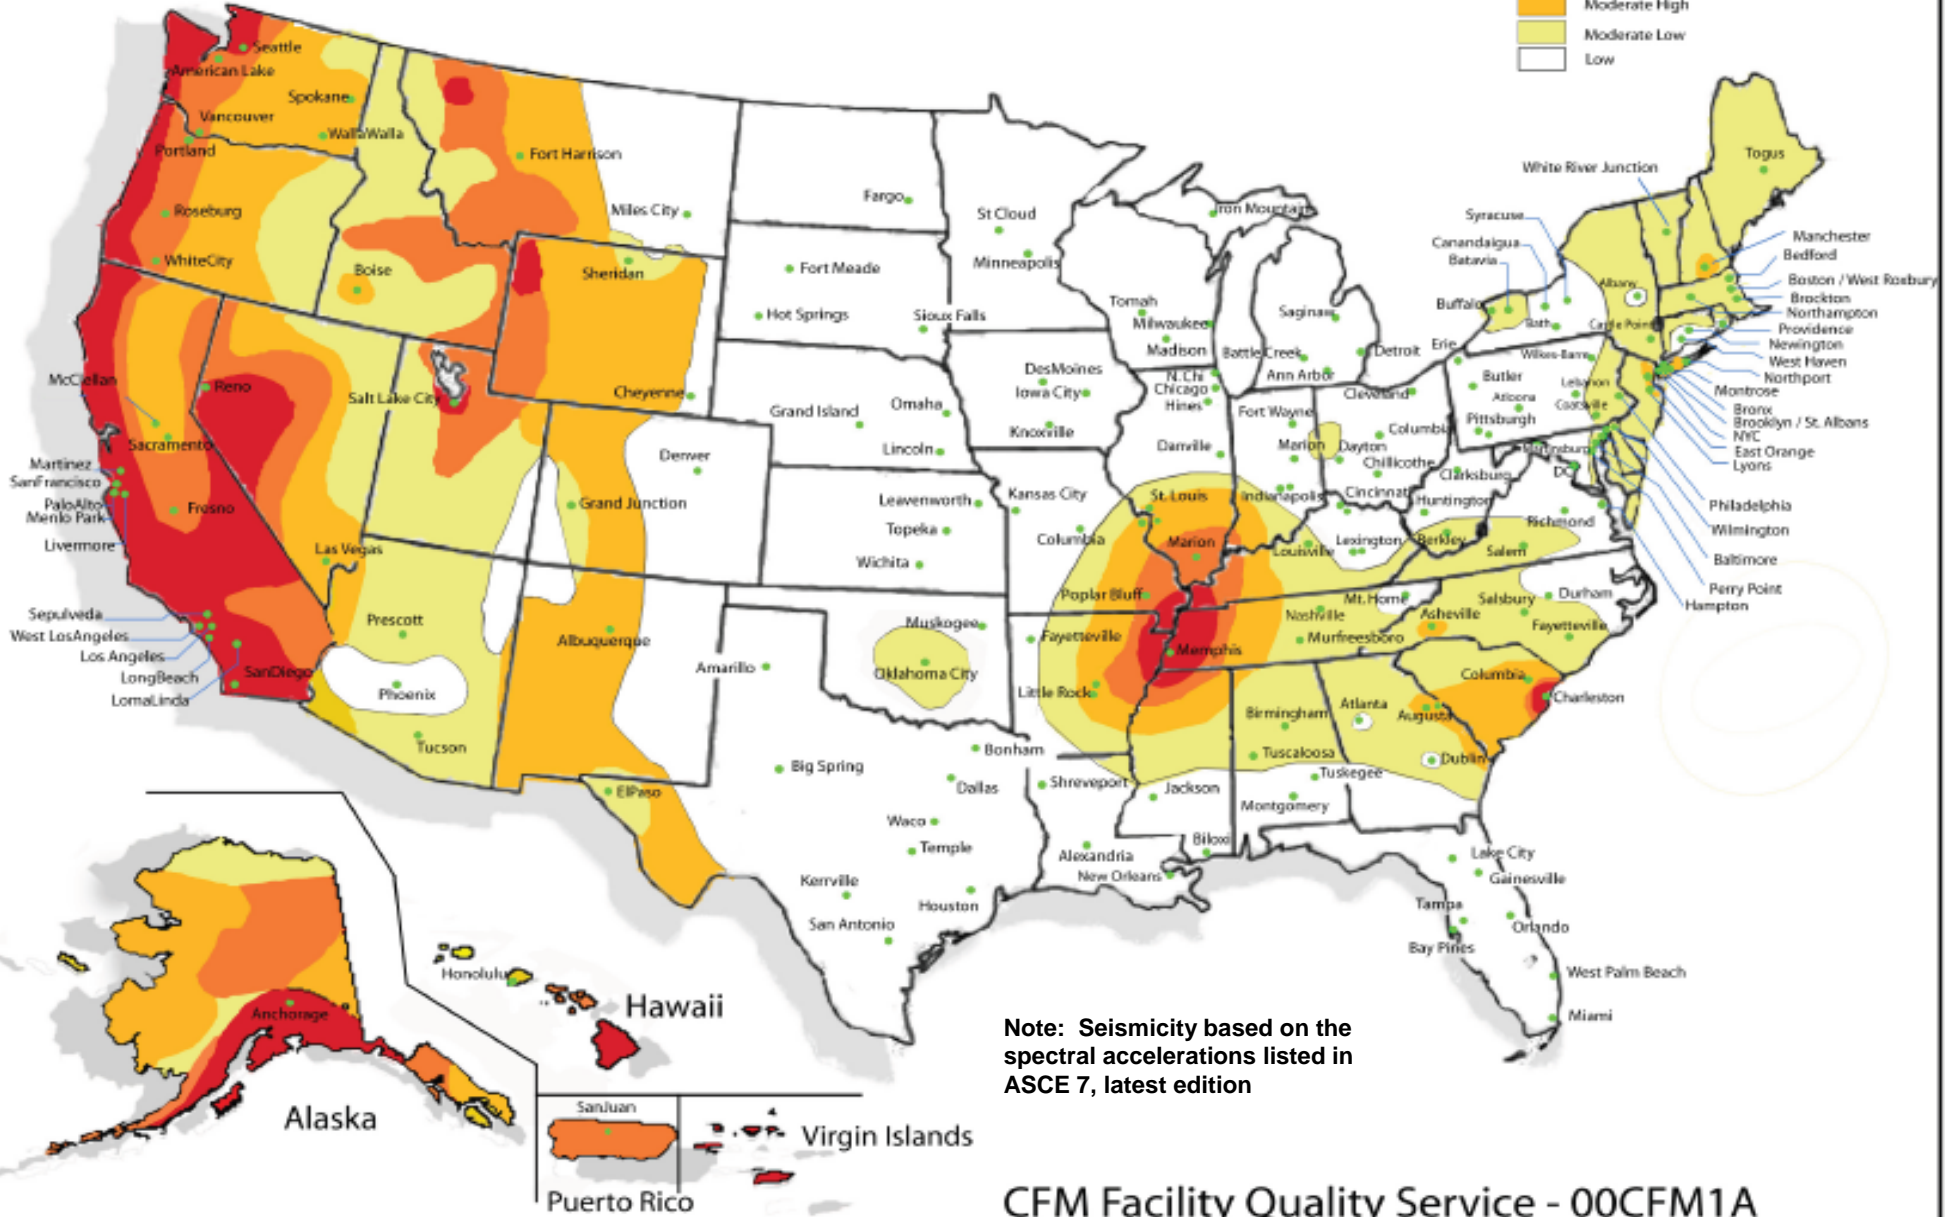 Moderate High
Moderate Low
Low
Seattle
American Lake
Spokane
Vancouver
WallaWalla
Portland
Fort Harrison
Roseburg
Miles City
WhiteCity
Boise
Sheridan
Fargo
St Cloud
Minneapolis
Iron Mountain
Fort Meade
Hot Springs
Sioux Falls
Tomah
Milwaukee
Madison
Saginaw
Battle Creek
Detroit
Ann Arbor
Togus
White River Junction
Syracuse
Canandaigua
Batavia
Buffalo
Bath
Albany
Castle Point
Erie
Manchester
Bedford
Boston / West Roxbury
Brockton
Northampton
Providence
Newington
West Haven
Northport
Montrose
Bronx
Brooklyn / St. Albans
NYC
East Orange
Lyons
Philadelphia
Wilmington
Baltimore
Perry Point
Hampton
McClellan
Reno
Salt Lake City
Cheyenne
Sacramento
Martinez
SanFrancisco
PaloAlto
Menlo Park
Livermore
Fresno
Las Vegas
Grand Junction
Denver
Grand Island
Omaha
Lincoln
DesMoines
Iowa City
Knoxville
N. Chi
Chicago
Hines
Danville
Fort Wayne
Marion
Indianapolis
Cleveland
Columbu
Dayton
Chillicothe
Cincinnati
Butler
Altoona
Pittsburgh
Wilkes-Barre
Lebanon
Coatsville
Martinsburg
DC
Clarksburg
Huntington
Richmond
Leavenworth
Topeka
Wichita
Kansas City
Columbia
St. Louis
Marion
Poplar Bluff
Louisville
Lexington
Berkley
Salem
Mt. Home
Salsbury
Durham
Asheville
Fayetteville
Nashville
Murfreesboro
Memphis
Sepulveda
West LosAngeles
Los Angeles
LongBeach
LomaLinda
SanDiego
Prescott
Phoenix
Tucson
Albuquerque
Amarillo
Muskogee
Oklahoma City
Fayetteville
Little Rock
Columbia
Charleston
Atlanta
Augusta
Birmingham
Tuscaloosa
Dublin
Tuskegee
Montgomery
ElPaso
Big Spring
Bonham
Dallas
Waco
Temple
Kerrville
San Antonio
Houston
Shreveport
Jackson
Alexandria
New Orleans
Biloxi
Lake City
Gainesville
Tampa
Orlando
Bay Pines
West Palm Beach
Miami
Anchorage
Alaska
Honolulu
Hawaii
SanJuan
Puerto Rico
Virgin Islands
Note: Seismicity based on the
spectral accelerations listed in
ASCE 7, latest edition
CFM Facility Quality Service - 00CFM1A